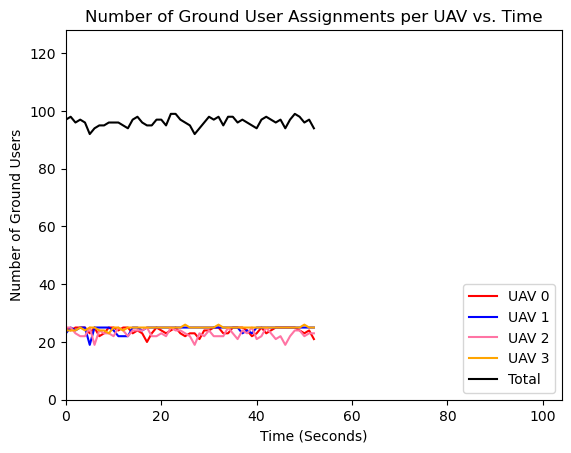 Number of Ground User Assignments per UAV vs. Time
Number of Ground Users
120
100
80
60
40
20
0
0 20 40 60 80 100
Time (Seconds)
UAV 0
UAV 1
UAV 2
UAV 3
Total